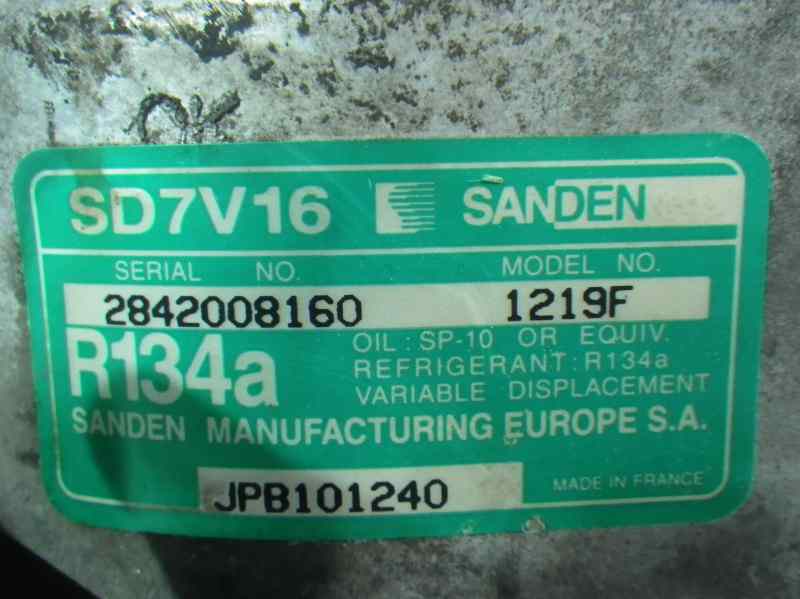 OK
SD7V16 SANDEN
SERIAL NO. MODEL NO.
2842008160 1219F
R134a
OIL : SP-10 OR EQUIV.
REFRIGERANT : R134a
VARIABLE DISPLACEMENT
SANDEN MANUFACTURING EUROPE S.A.
JPB101240 MADE IN FRANCE